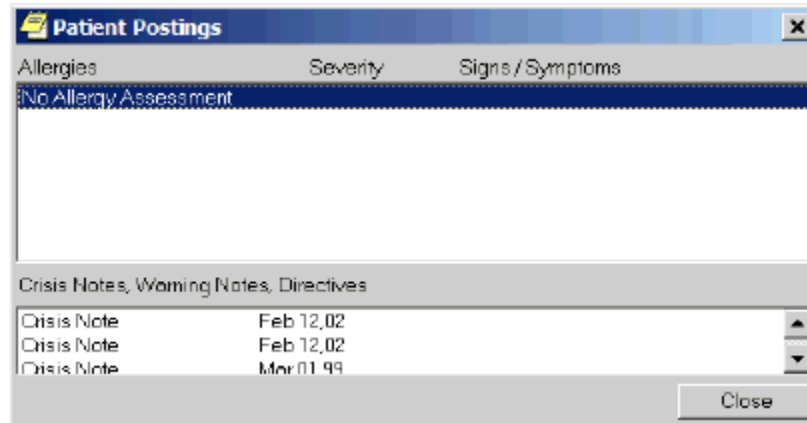 Patient Postings
Allergies Severity Signs / Symptoms
No Allergy Assessment
Crisis Notes, Warning Notes, Directives
Crisis Note Feb 12,02
Crisis Note Feb 12,02
Crisis Note Mar 01,99
Close